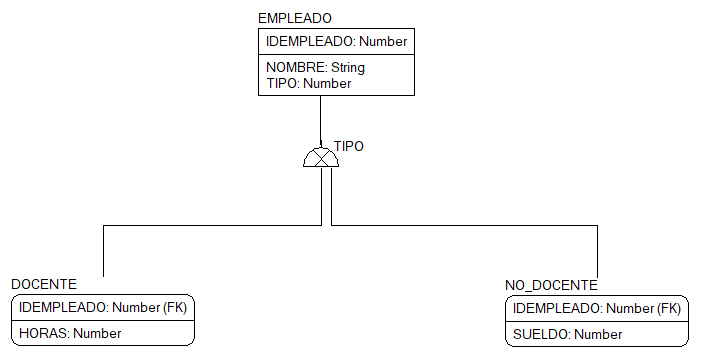 EMPLEADO
IDEMPLEADO: Number
NOMBRE: String
TIPO: Number
TIPO
DOCENTE
IDEMPLEADO: Number (FK)
HORAS: Number
NO_DOCENTE
IDEMPLEADO: Number (FK)
SUELDO: Number